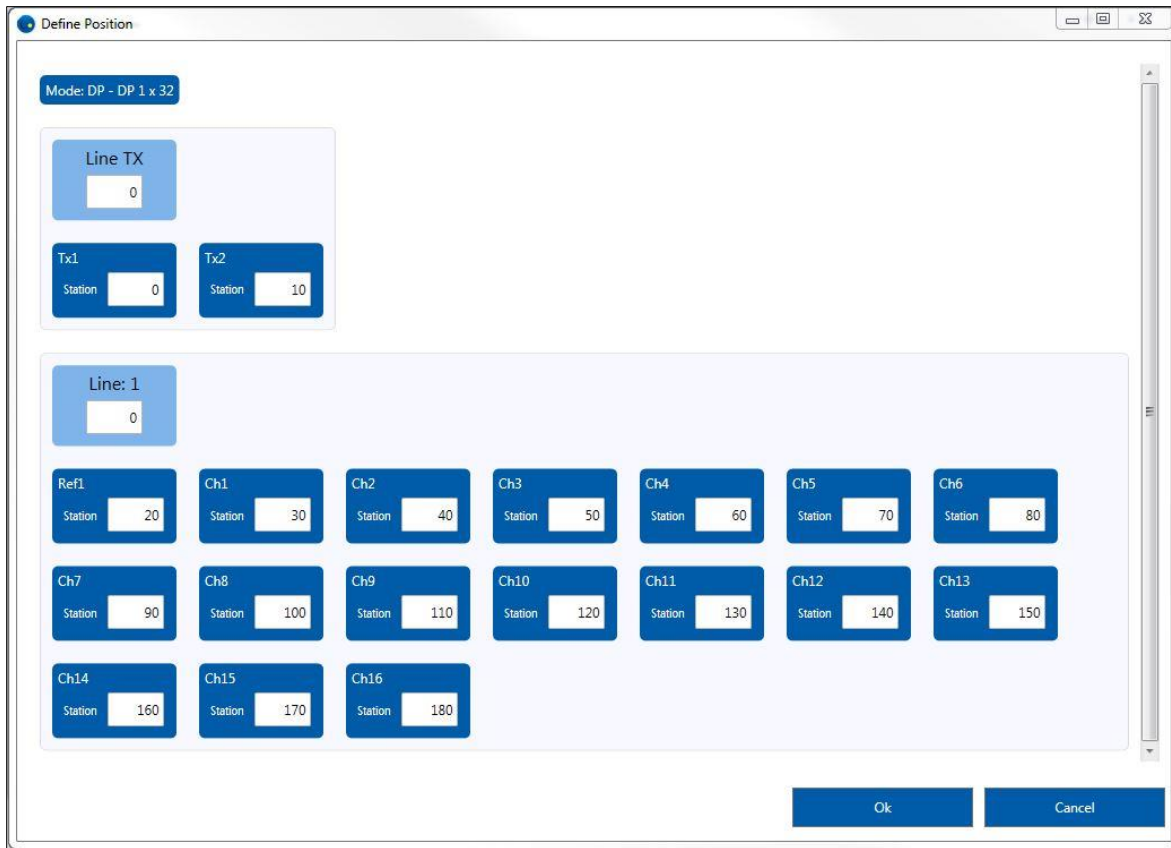 Define Position
Mode: DP - DP 1 x 32
Line TX
0
Tx1
Station 0
Tx2
Station 10
Line: 1
0
Ref1
Station 20
Ch1
Station 30
Ch2
Station 40
Ch3
Station 50
Ch4
Station 60
Ch5
Station 70
Ch6
Station 80
Ch7
Station 90
Ch8
Station 100
Ch9
Station 110
Ch10
Station 120
Ch11
Station 130
Ch12
Station 140
Ch13
Station 150
Ch14
Station 160
Ch15
Station 170
Ch16
Station 180
Ok
Cancel